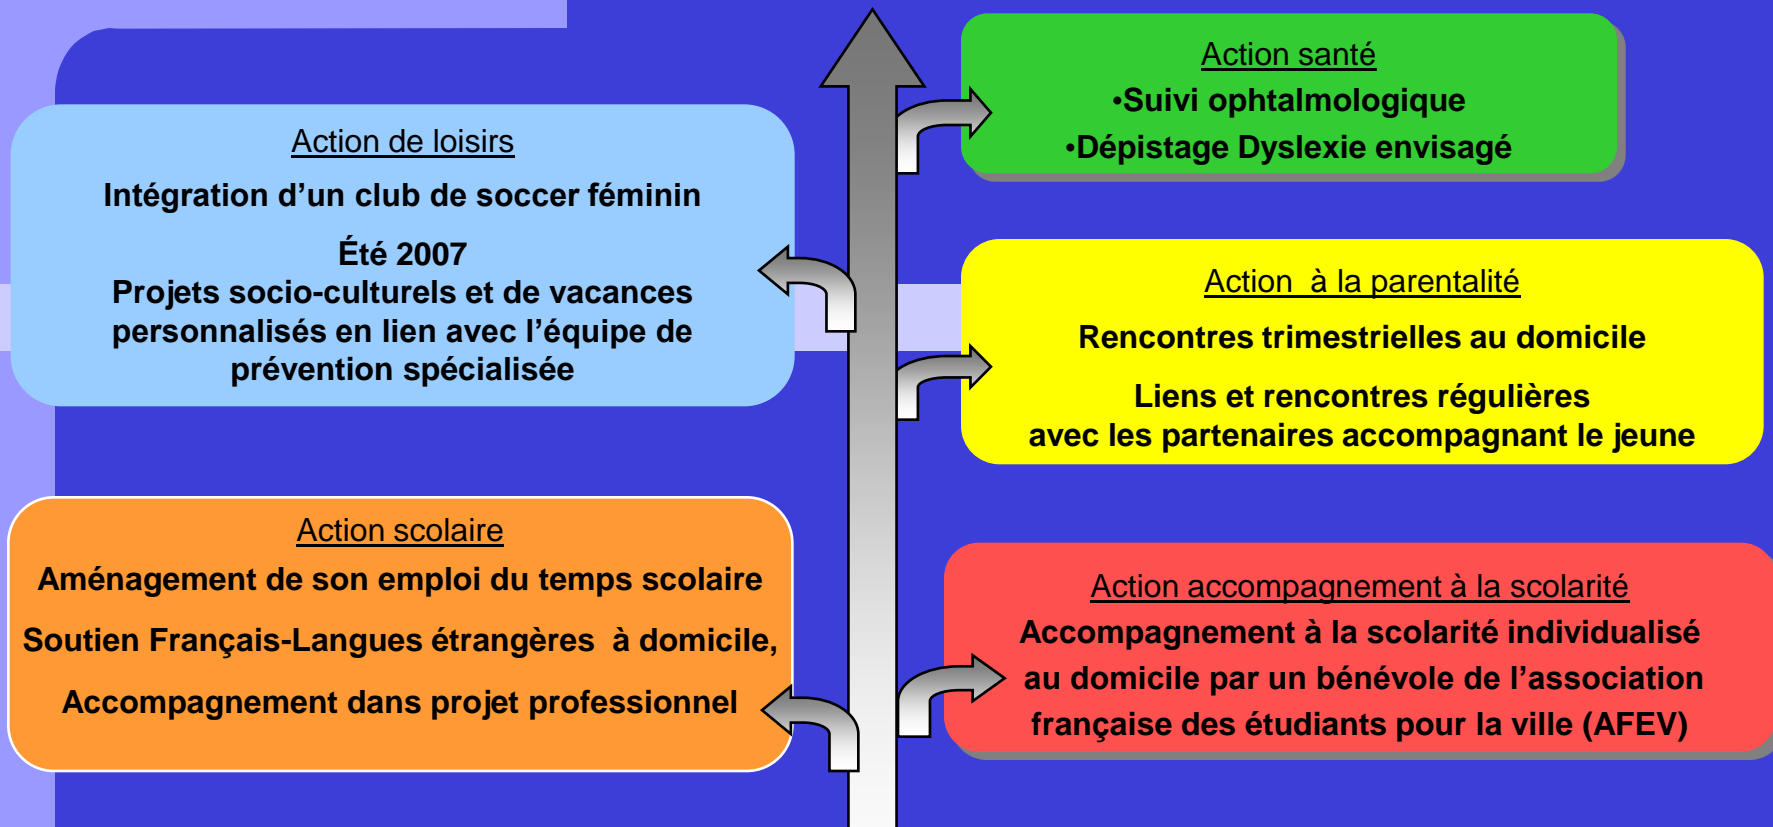 Action de loisirs
Intégration d’un club de soccer féminin
Été 2007
Projets socio-culturels et de vacances
personnalisés en lien avec l’équipe de
prévention spécialisée
Action scolaire
Aménagement de son emploi du temps scolaire
Soutien Français-Langues étrangères à domicile,
Accompagnement dans projet professionnel
Action santé
•Suivi ophtalmologique
•Dépistage Dyslexie envisagé
Action à la parentalité
Rencontres trimestrielles au domicile
Liens et rencontres régulières
avec les partenaires accompagnant le jeune
Action accompagnement à la scolarité
Accompagnement à la scolarité individualisé
au domicile par un bénévole de l’association
française des étudiants pour la ville (AFEV)